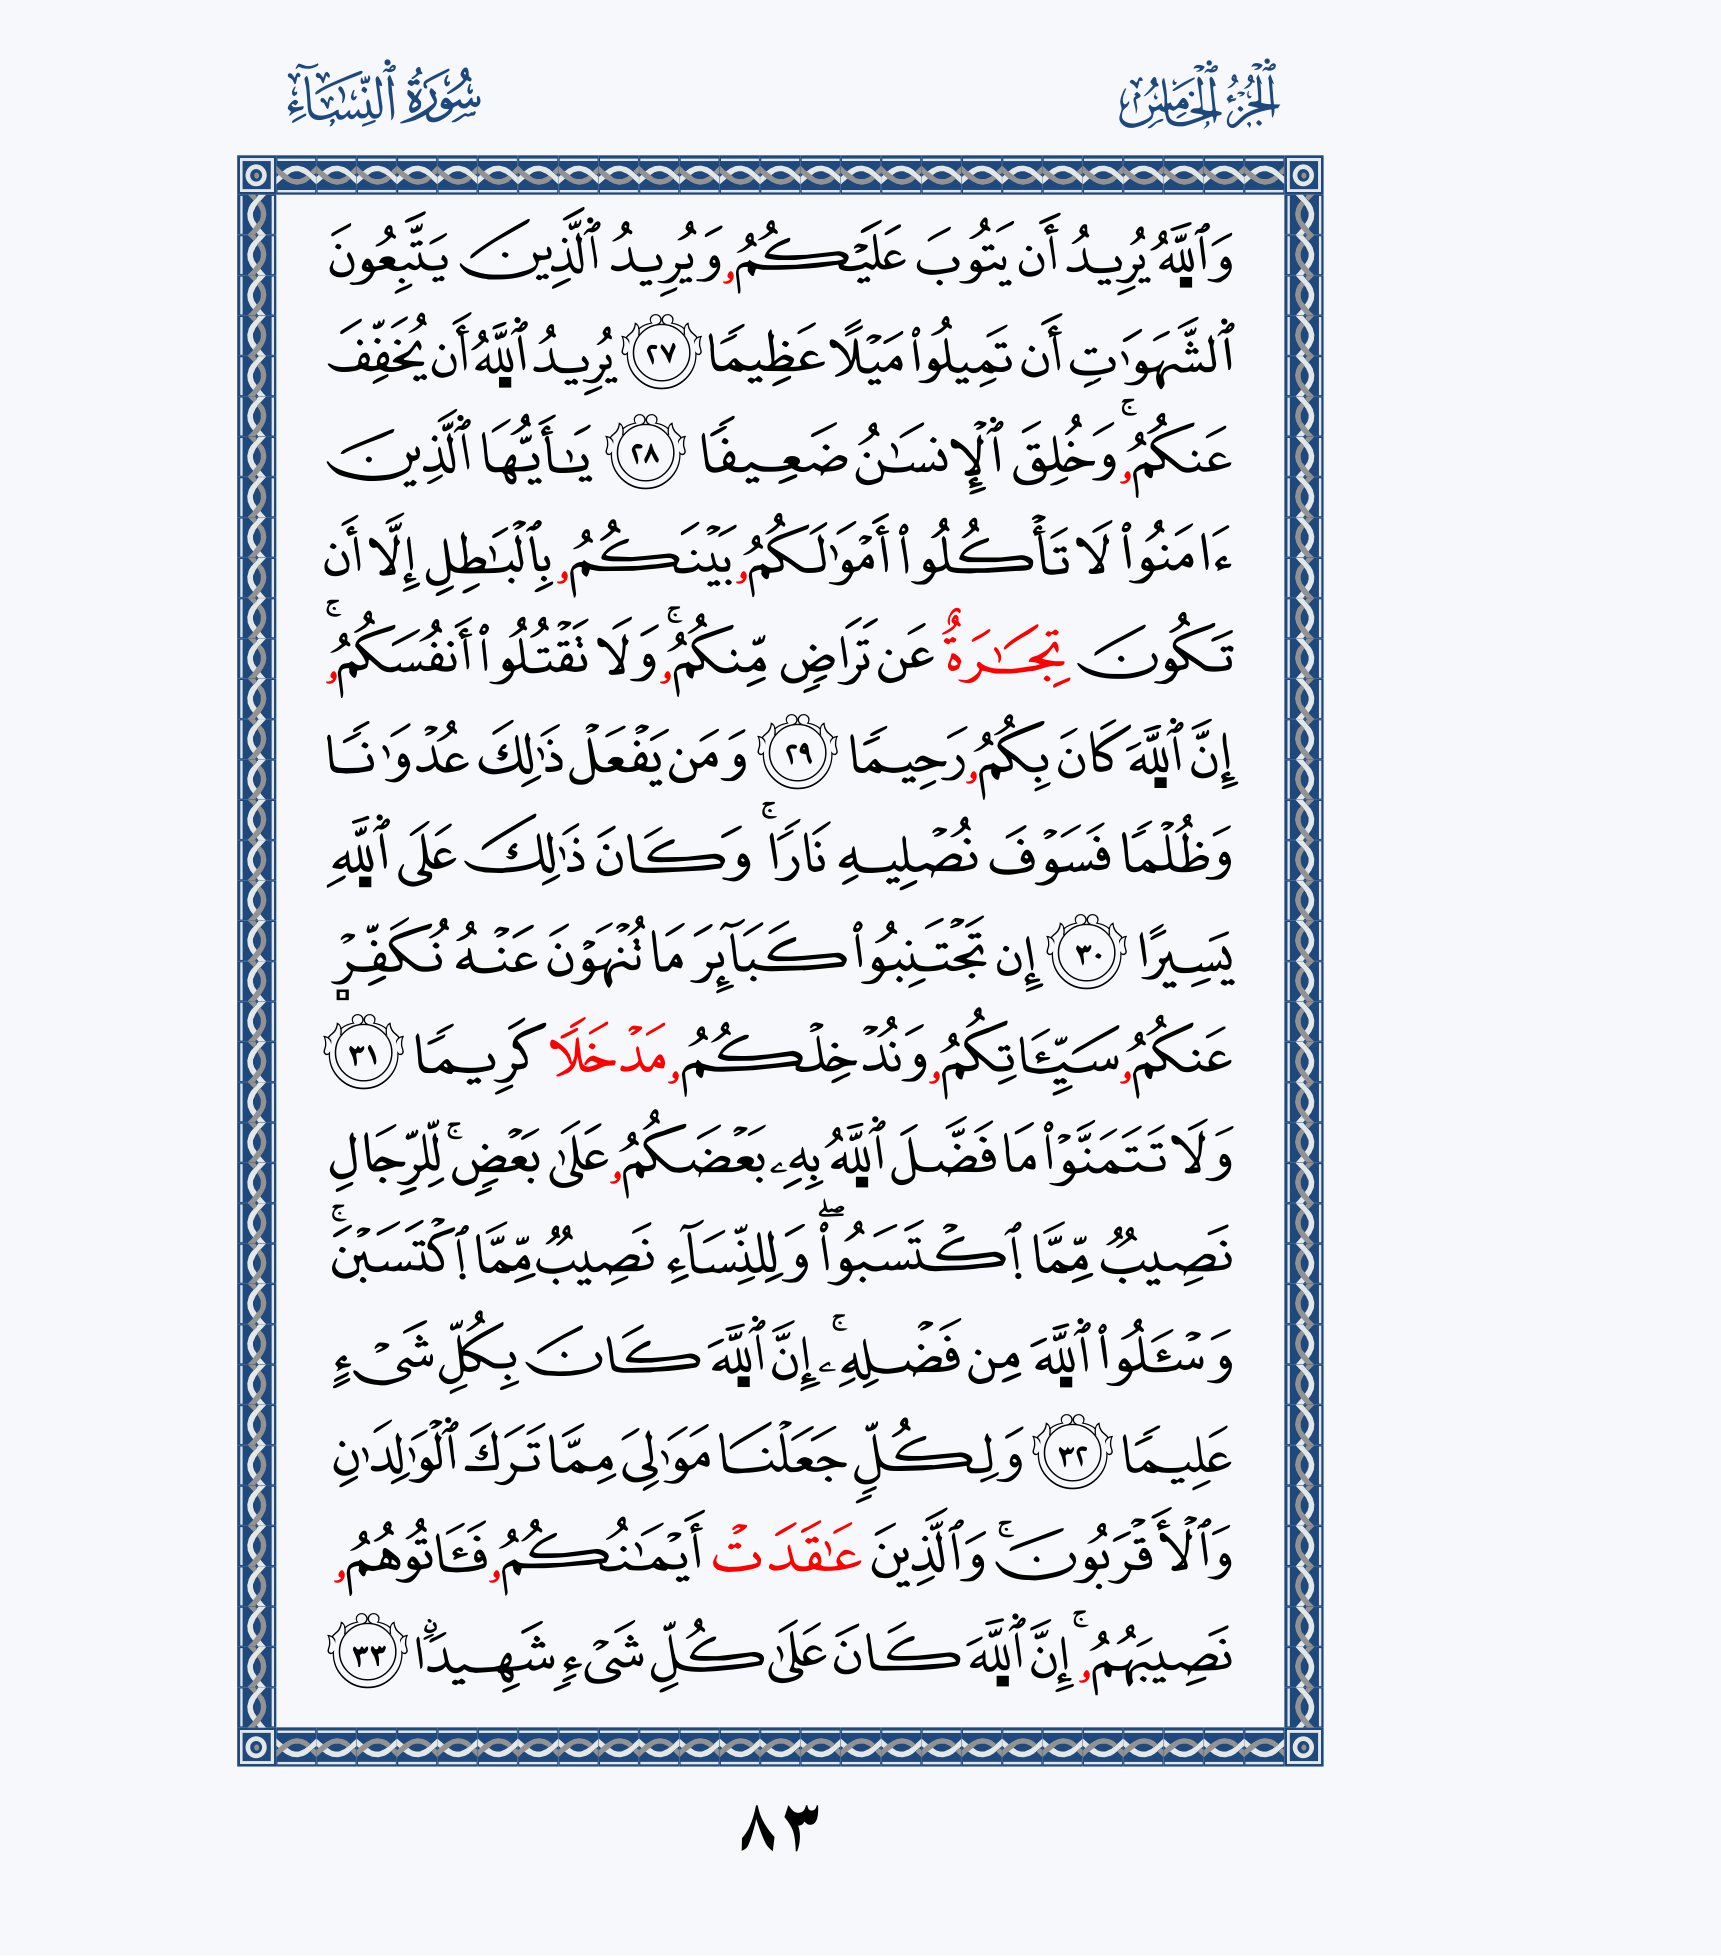 ٱلْجُزْءُ ٱلْخَامِسُ
سُورَةُ ٱلنِّسَآءِ
وَٱللَّهُ يُرِيدُ أَن يَتُوبَ عَلَيْكُمُۥ وَيُرِيدُ ٱلَّذِينَ يَتَّبِعُونَ
ٱلشَّهَوَٰتِ أَن تَمِيلُوا۟ مَيْلًا عَظِيمًا ٢٧ يُرِيدُ ٱللَّهُ أَن يُخَفِّفَ
عَنكُمُۥۚ وَخُلِقَ ٱلْإِنسَـٰنُ ضَعِيفًا ٢٨ يَـٰٓأَيُّهَا ٱلَّذِينَ
ءَامَنُوا۟ لَا تَأْكُلُوٓا۟ أَمْوَٰلَكُمُۥ بَيْنَكُمُۥ بِٱلْبَـٰطِلِ إِلَّآ أَن
تَكُونَ تِجَـٰرَةٌ عَن تَرَاضٍ مِّنكُمُۥۚ وَلَا تَقْتُلُوٓا۟ أَنفُسَكُمُۥ
إِنَّ ٱللَّهَ كَانَ بِكُمُۥ رَحِيمًا ٢٩ وَمَن يَفْعَلْ ذَٰلِكَ عُدْوَٰنًا
وَظُلْمًا فَسَوْفَ نُصْلِيهِ نَارًاۚ وَكَانَ ذَٰلِكَ عَلَى ٱللَّهِ
يَسِيرًا ٣٠ إِن تَجْتَنِبُوا۟ كَبَآئِرَ مَا تُنْهَوْنَ عَنْهُ نُكَفِّرْ
عَنكُمُۥ سَيِّـَٔاتِكُمُۥ وَنُدْخِلْكُمُۥ مَدْخَلًا كَرِيمًا ٣١
وَلَا تَتَمَنَّوْا۟ مَا فَضَّلَ ٱللَّهُ بِهِۦ بَعْضَكُمُۥ عَلَىٰ بَعْضٍۚ لِّلرِّجَالِ
نَصِيبٌ مِّمَّا ٱكْتَسَبُوا۟ۖ وَلِلنِّسَآءِ نَصِيبٌ مِّمَّا ٱكْتَسَبْنَۚ
وَسْـَٔلُوا۟ ٱللَّهَ مِن فَضْلِهِۦٓۚ إِنَّ ٱللَّهَ كَانَ بِكُلِّ شَىْءٍ
عَلِيمًا ٣٢ وَلِكُلٍّ جَعَلْنَا مَوَٰلِىَ مِمَّا تَرَكَ ٱلْوَٰلِدَٰنِ
وَٱلْأَقْرَبُونَۚ وَٱلَّذِينَ عَـٰقَدَتْ أَيْمَـٰنُكُمُۥ فَـَٔاتُوهُمُۥ
نَصِيبَهُمُۥٓۚ إِنَّ ٱللَّهَ كَانَ عَلَىٰ كُلِّ شَىْءٍ شَهِيدًا ٣٣
٨٣